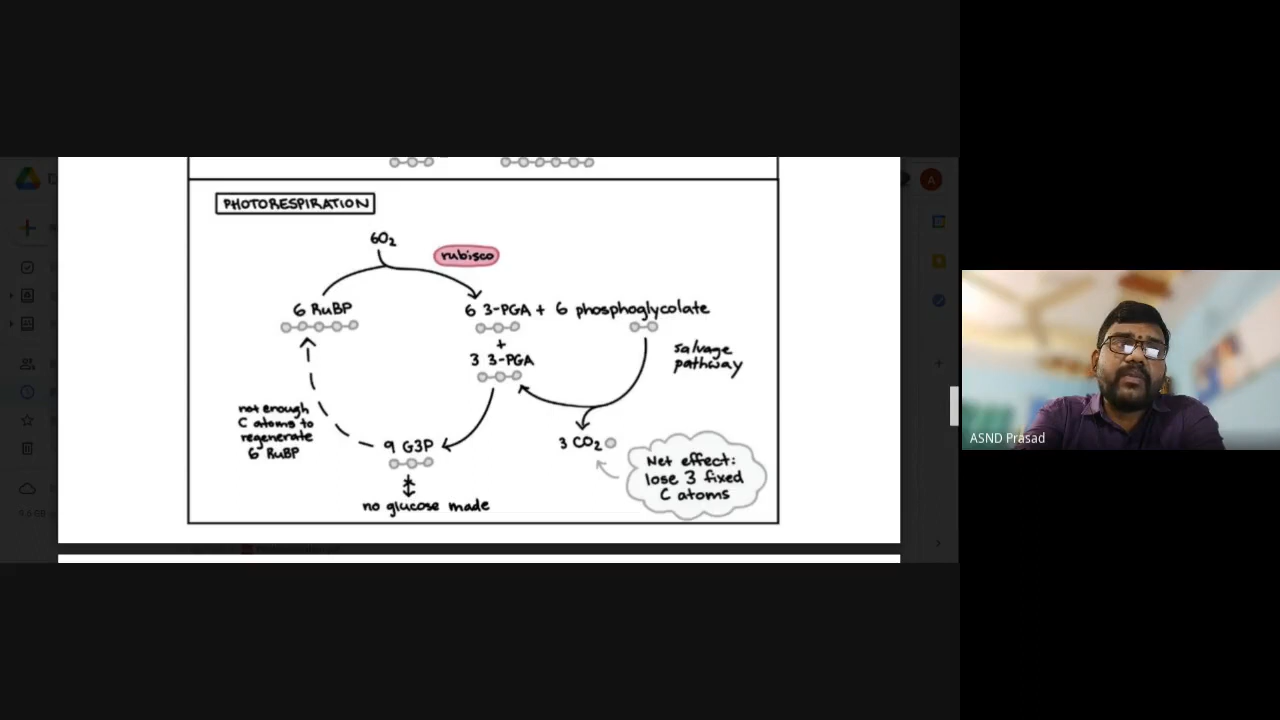 PHOTORESPIRATION
6O₂
rubisco
6 RuBP
6 3-PGA + 6 phosphoglycolate
+
3 3-PGA
salvage
pathway
not enough
C atoms to
regenerate
6 RuBP
9 G3P
3 CO₂
Net effect:
lose 3 fixed
C atoms
no glucose made
A
ASND Prasad